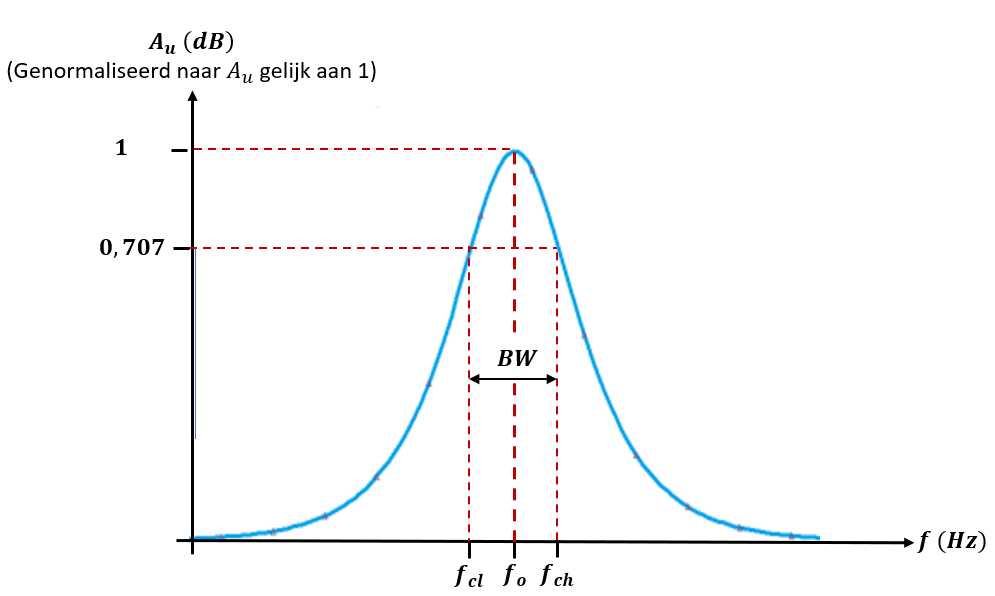 A_u (dB)
(Genormaliseerd naar A_u gelijk aan 1)
1
0,707
BW
f (Hz)
f_cl f_o f_ch